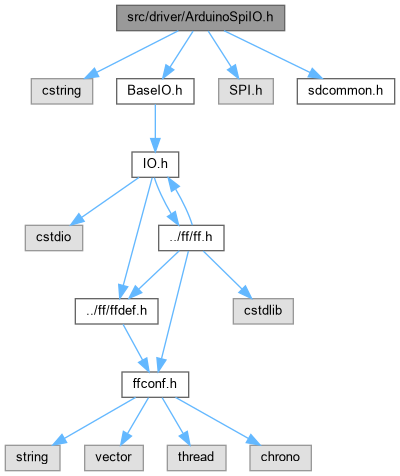 src/driver/ArduinoSpiIO.h
cstring
BaseIO.h
SPI.h
sdcommon.h
IO.h
cstdio
../ff/ff.h
../ff/ffdef.h
cstdlib
ffconf.h
string
vector
thread
chrono